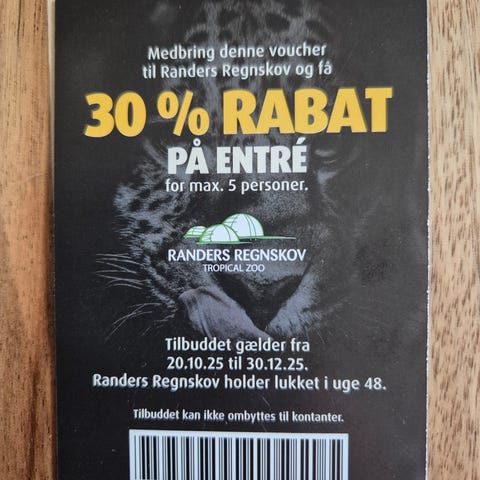 Medbring denne voucher
til Randers Regnskov og få
30 % RABAT
PÅ ENTRÉ
for max. 5 personer.
RANDERS REGNSKOV
TROPICAL ZOO
Tilbuddet gælder fra
20.10.25 til 30.12.25.
Randers Regnskov holder lukket i uge 48.
Tilbuddet kan ikke ombyttes til kontanter.